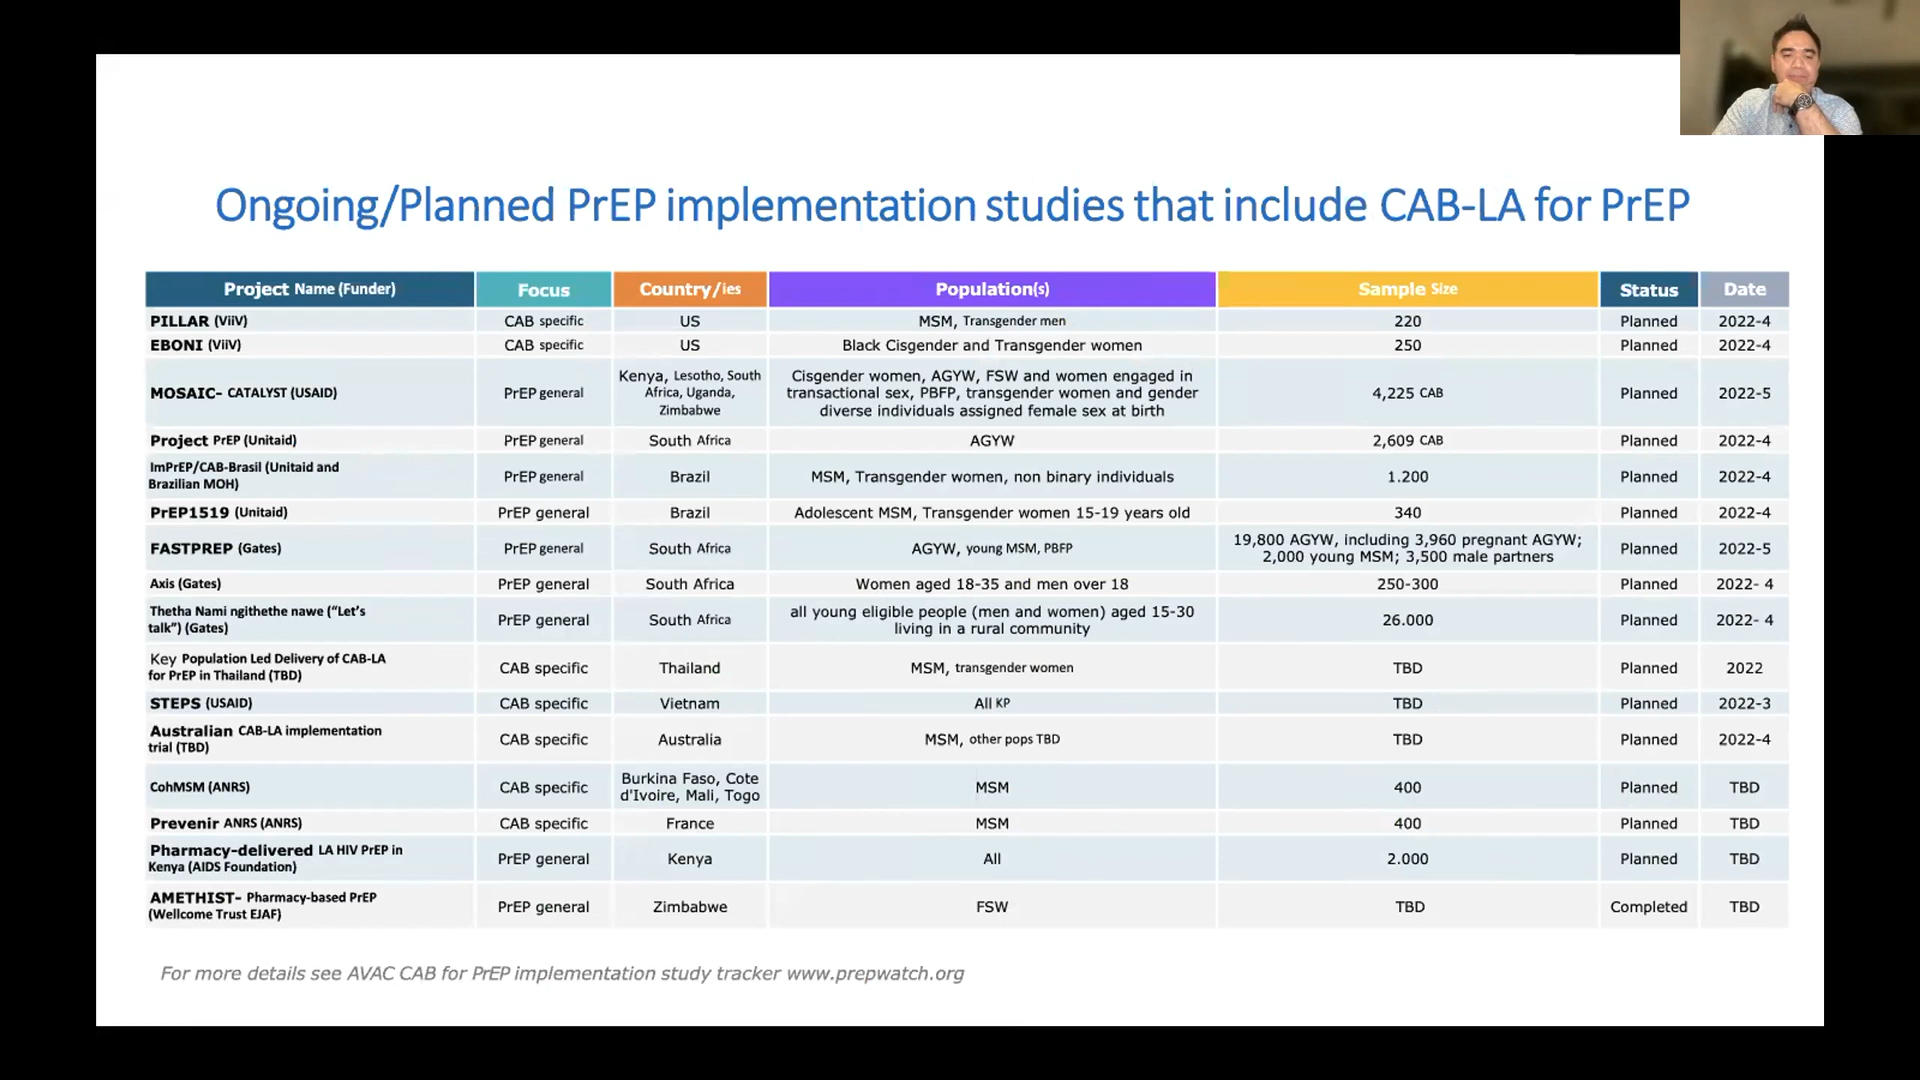 Ongoing/Planned PrEP implementation studies that include CAB-LA for PrEP
Project Name (Funder) Focus Country/ies Population(s) Sample Size Status Date
PILLAR (ViiV) CAB specific US MSM, Transgender men 220 Planned 2022-4
EBONI (ViiV) CAB specific US Black Cisgender and Transgender women 250 Planned 2022-4
MOSAIC- CATALYST (USAID) PrEP general Kenya, Lesotho, South
Africa, Uganda,
Zimbabwe
Cisgender women, AGYW, FSW and women engaged in
transactional sex, PBFP, transgender women and gender
diverse individuals assigned female sex at birth
4,225 CAB Planned 2022-5
Project PrEP (Unitaid) PrEP general South Africa AGYW 2,609 CAB Planned 2022-4
ImPrEP/CAB-Brasil (Unitaid and
Brazilian MOH)
PrEP general Brazil MSM, Transgender women, non binary individuals 1.200 Planned 2022-4
PrEP1519 (Unitaid) PrEP general Brazil Adolescent MSM, Transgender women 15-19 years old 340 Planned 2022-4
FASTPREP (Gates) PrEP general South Africa AGYW, young MSM, PBFP
19,800 AGYW, including 3,960 pregnant AGYW;
2,000 young MSM; 3,500 male partners
Planned 2022-5
Axis (Gates) PrEP general South Africa Women aged 18-35 and men over 18 250-300 Planned 2022- 4
Thetha Nami ngithethe nawe (“Let’s
talk”) (Gates)
PrEP general South Africa
all young eligible people (men and women) aged 15-30
living in a rural community
26.000 Planned 2022- 4
Key Population Led Delivery of CAB-LA
for PrEP in Thailand (TBD)
CAB specific Thailand MSM, transgender women TBD Planned 2022
STEPS (USAID) CAB specific Vietnam All KP TBD Planned 2022-3
Australian CAB-LA implementation
trial (TBD)
CAB specific Australia MSM, other pops TBD TBD Planned 2022-4
CohMSM (ANRS) CAB specific
Burkina Faso, Cote
d'Ivoire, Mali, Togo
MSM 400 Planned TBD
Prevenir ANRS (ANRS) CAB specific France MSM 400 Planned TBD
Pharmacy-delivered LA HIV PrEP in
Kenya (AIDS Foundation)
PrEP general Kenya All 2.000 Planned TBD
AMETHIST- Pharmacy-based PrEP
(Wellcome Trust EJAF)
PrEP general Zimbabwe FSW TBD Completed TBD
For more details see AVAC CAB for PrEP implementation study tracker www.prepwatch.org